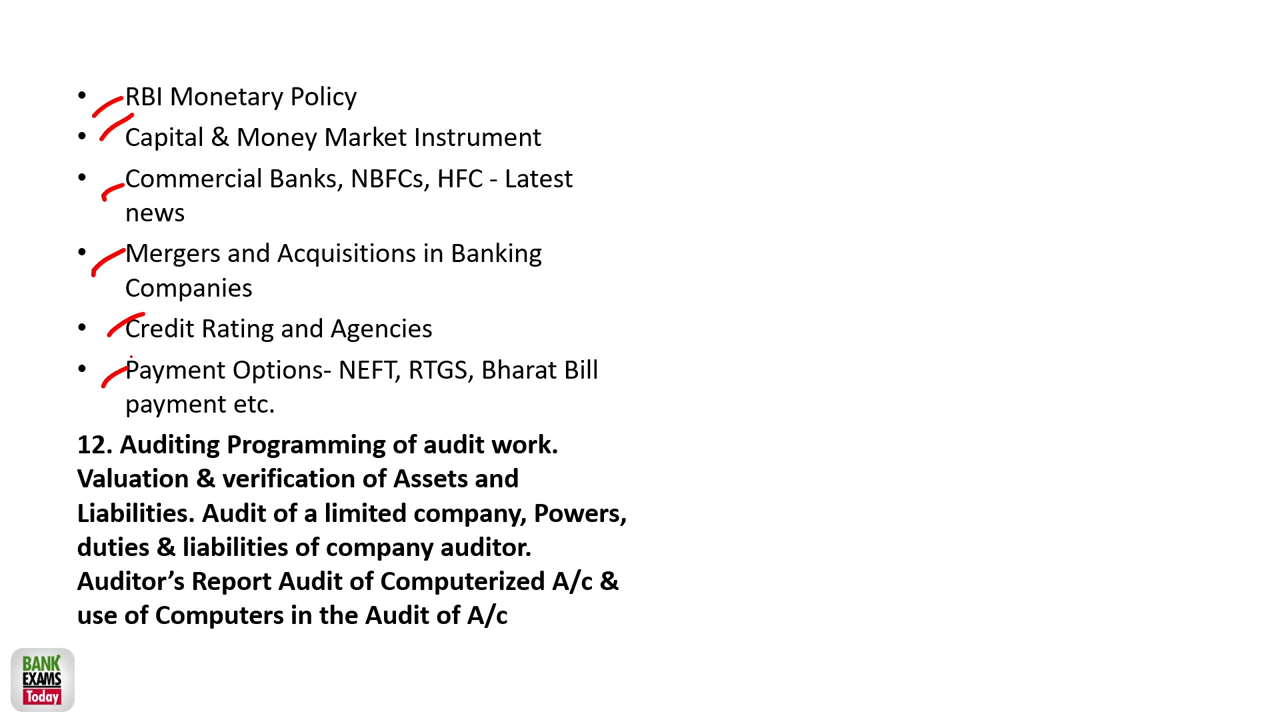 • RBI Monetary Policy
• Capital & Money Market Instrument
• Commercial Banks, NBFCs, HFC - Latest
news
• Mergers and Acquisitions in Banking
Companies
• Credit Rating and Agencies
• Payment Options- NEFT, RTGS, Bharat Bill
payment etc.
12. Auditing Programming of audit work.
Valuation & verification of Assets and
Liabilities. Audit of a limited company, Powers,
duties & liabilities of company auditor.
Auditor’s Report Audit of Computerized A/c &
use of Computers in the Audit of A/c
BANK
EXAMS
Today